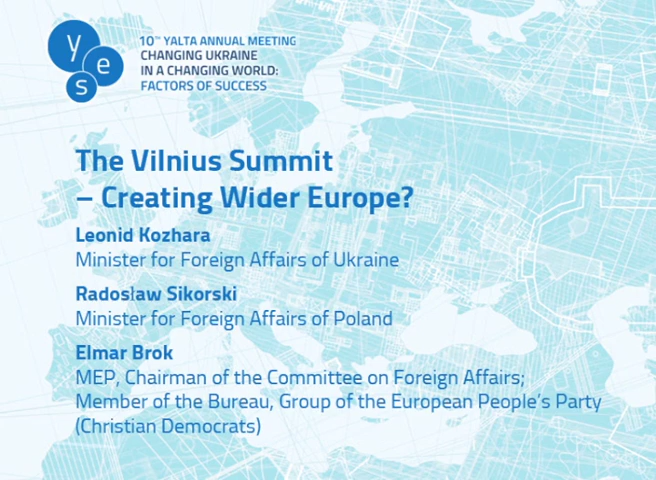 y
e
s
10™ YALTA ANNUAL MEETING
CHANGING UKRAINE
IN A CHANGING WORLD:
FACTORS OF SUCCESS
The Vilnius Summit
– Creating Wider Europe?
Leonid Kozhara
Minister for Foreign Affairs of Ukraine
Radosław Sikorski
Minister for Foreign Affairs of Poland
Elmar Brok
MEP, Chairman of the Committee on Foreign Affairs;
Member of the Bureau, Group of the European People's Party
(Christian Democrats)